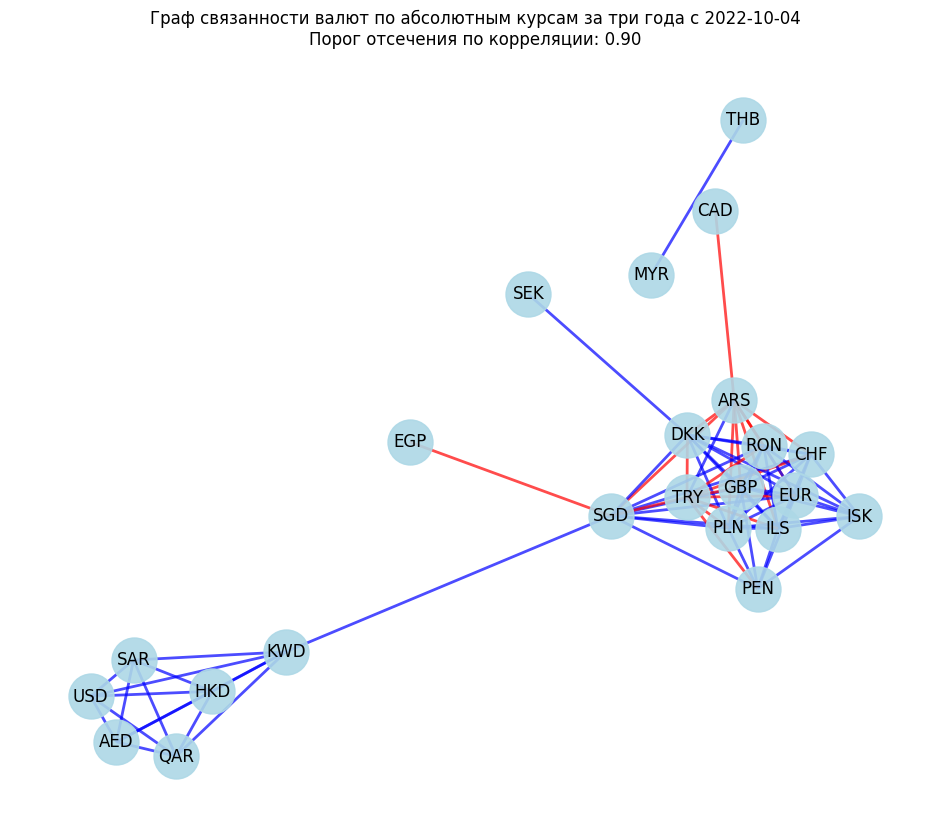 Граф связанности валют по абсолютным курсам за три года с 2022-10-04
Порог отсечения по корреляции: 0.90
THB
CAD
MYR
SEK
ARS
DKK
EGP
RON
CHF
GBP
TRY
EUR
SGD
ISK
PLN
ILS
PEN
KWD
SAR
HKD
USD
AED
QAR